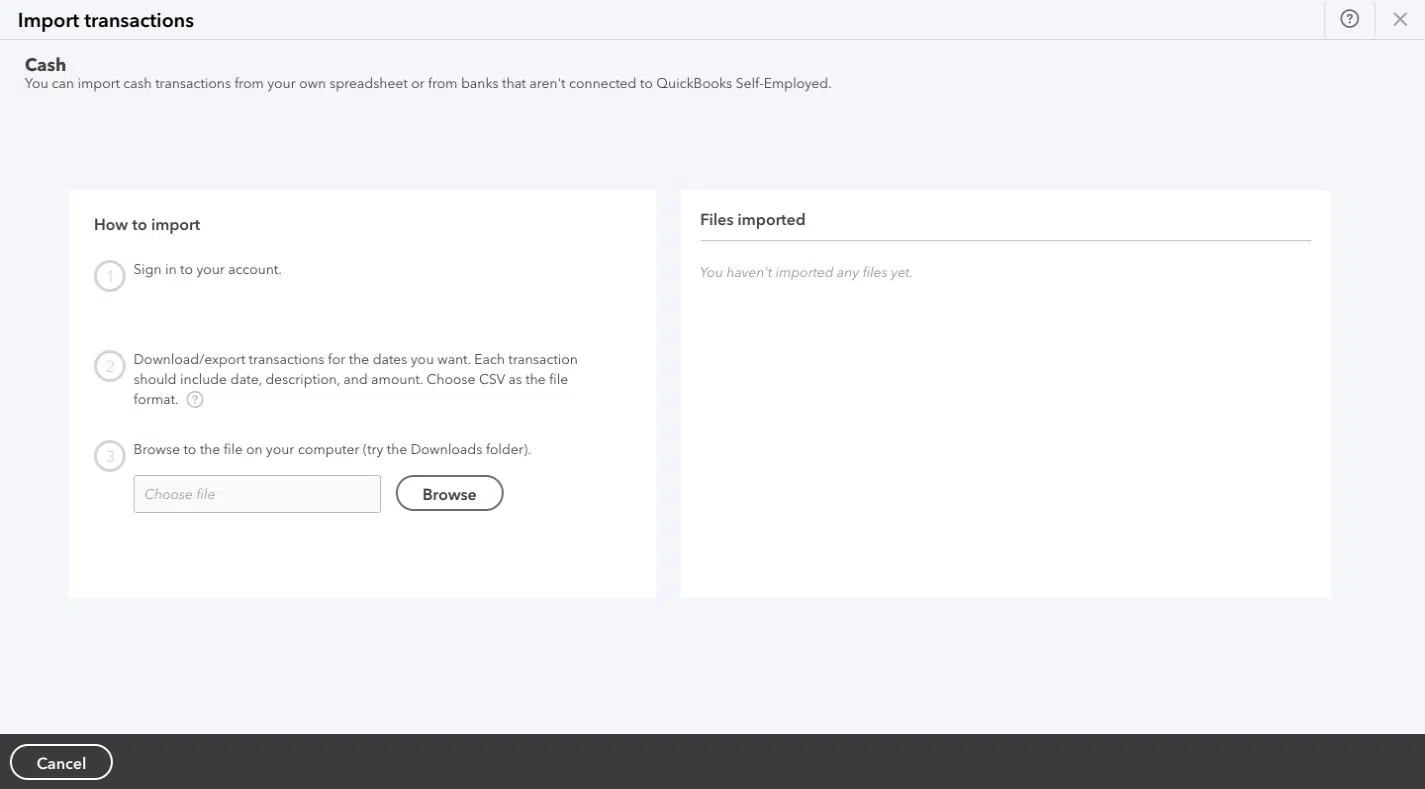 Import transactions
?
Cash
You can import cash transactions from your own spreadsheet or from banks that aren't connected to QuickBooks Self-Employed.
How to import
1 Sign in to your account.
2 Download/export transactions for the dates you want. Each transaction
should include date, description, and amount. Choose CSV as the file
format. ?
3 Browse to the file on your computer (try the Downloads folder).
Choose file Browse
Files imported
You haven't imported any files yet.
Cancel